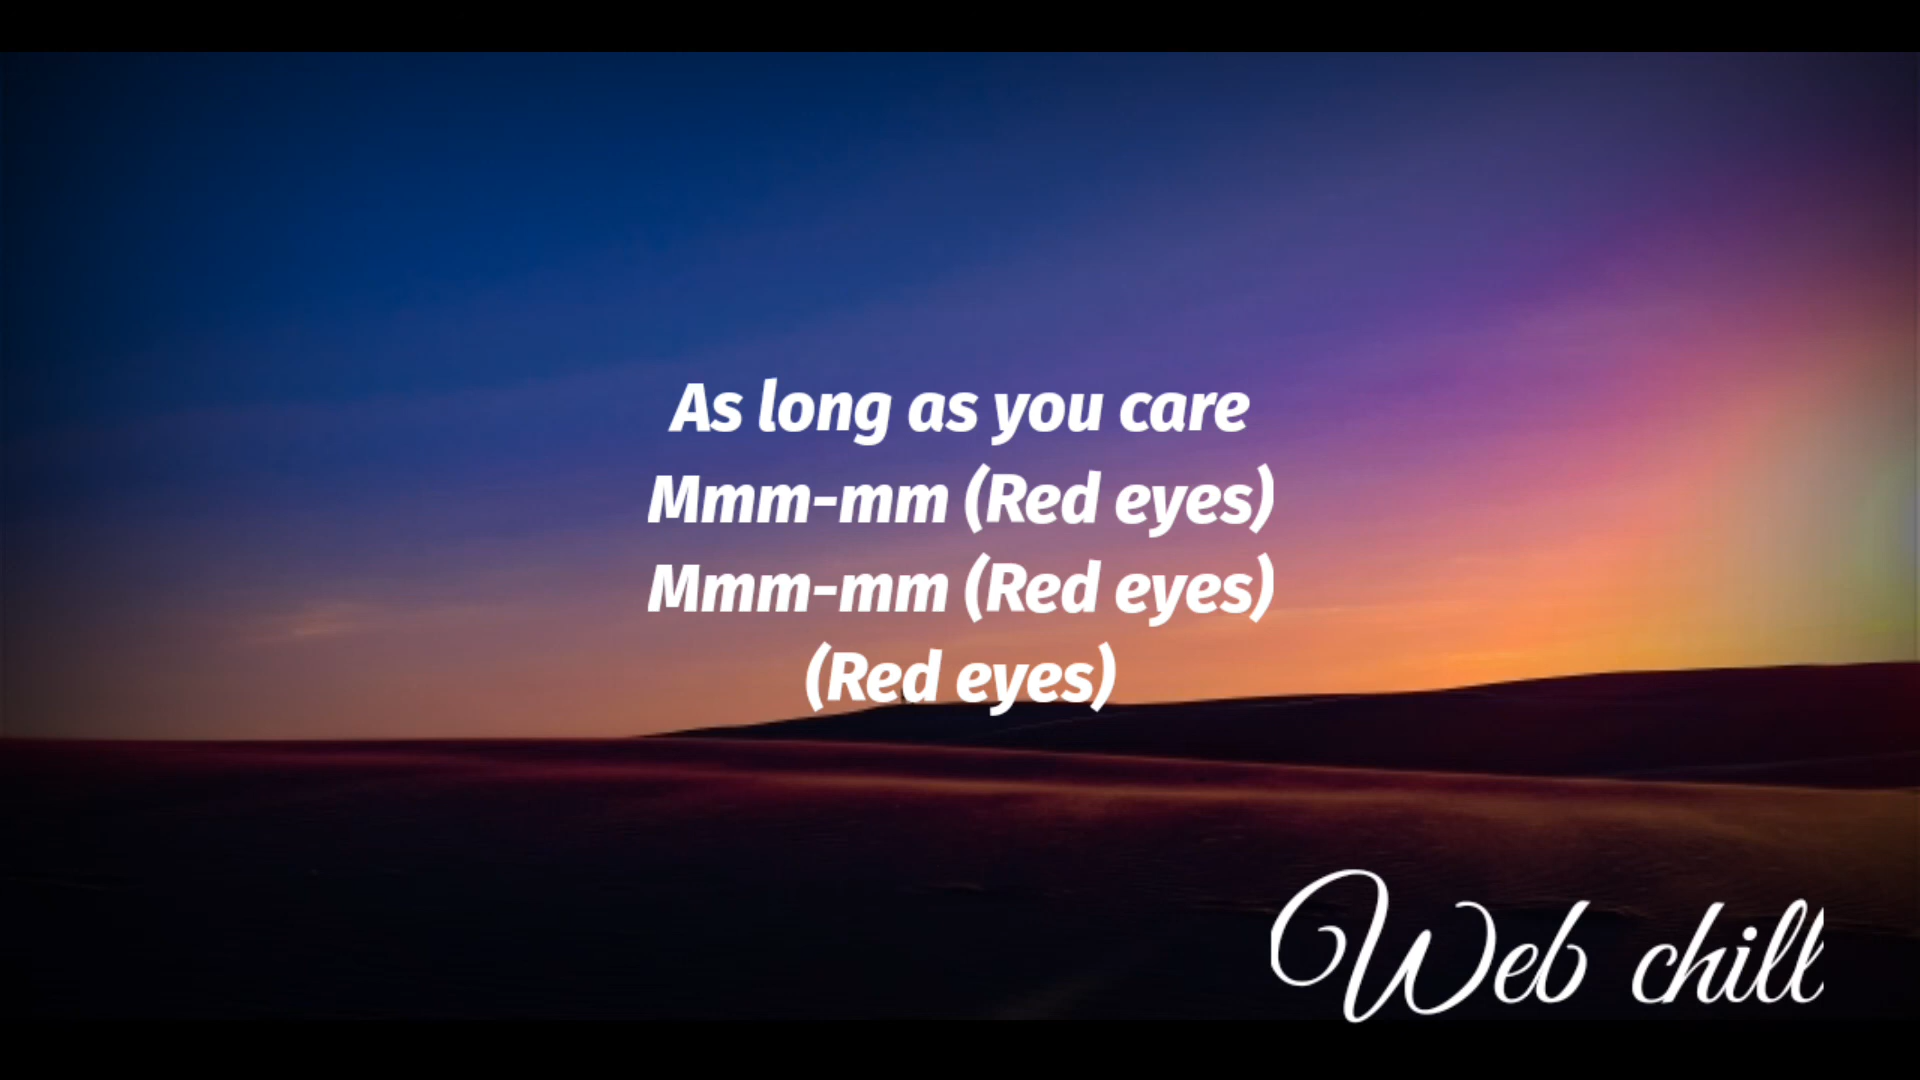 As long as you care
Mmm-mm (Red eyes)
Mmm-mm (Red eyes)
(Red eyes)
Web chill